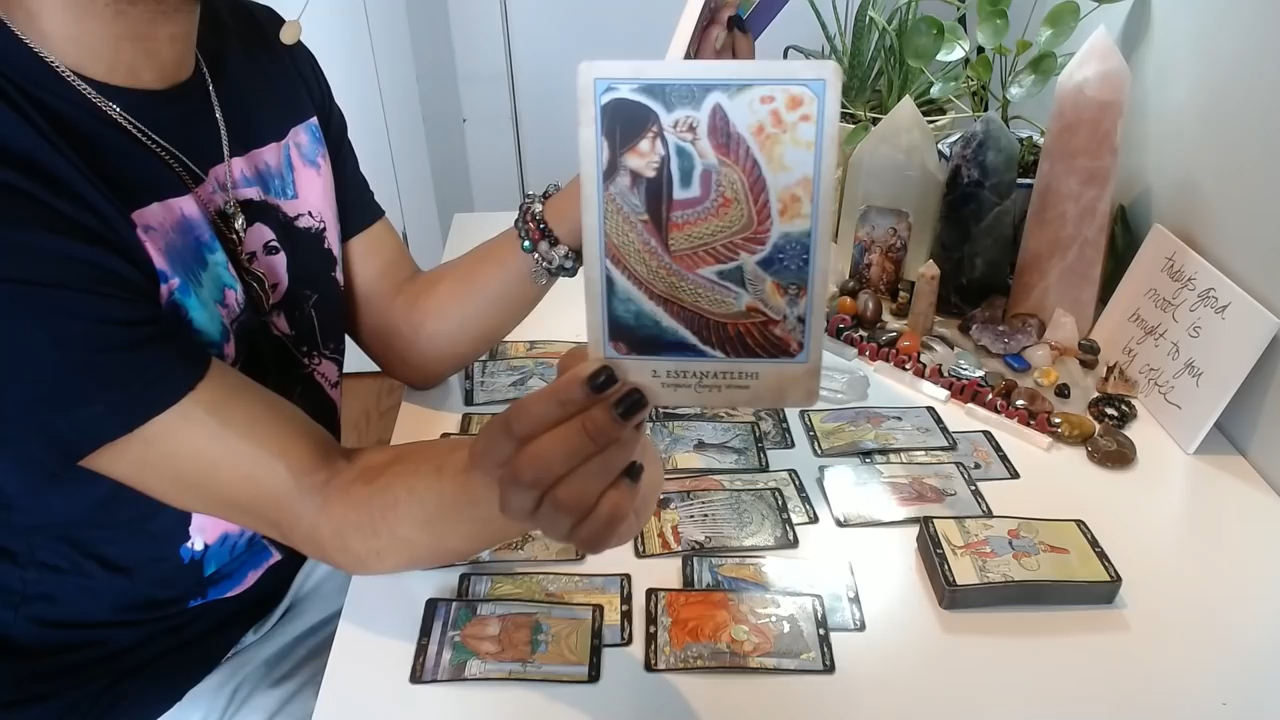 2. ESTANATLEHI
Turquoise Changing Woman
today's good
mood is
brought to you
by coffee